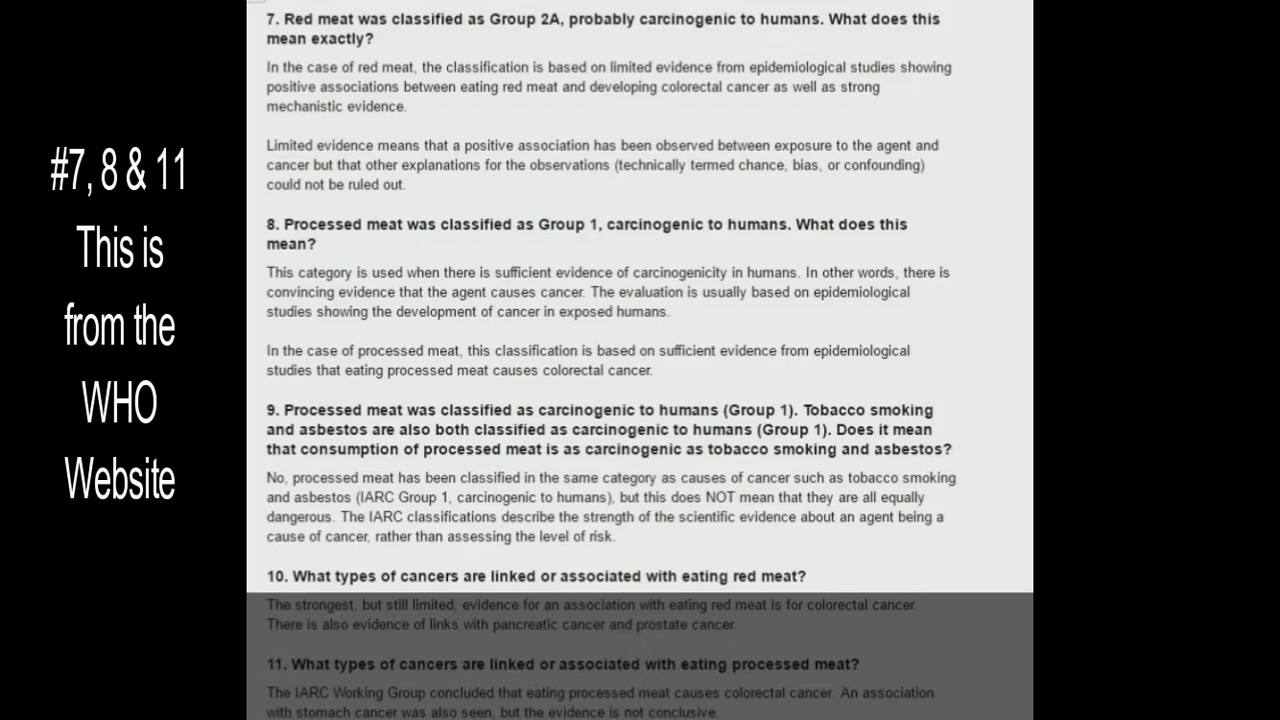 #7, 8 & 11
This is
from the
WHO
Website
7. Red meat was classified as Group 2A, probably carcinogenic to humans. What does this
mean exactly?
In the case of red meat, the classification is based on limited evidence from epidemiological studies showing
positive associations between eating red meat and developing colorectal cancer as well as strong
mechanistic evidence.
Limited evidence means that a positive association has been observed between exposure to the agent and
cancer but that other explanations for the observations (technically termed chance, bias, or confounding)
could not be ruled out.
8. Processed meat was classified as Group 1, carcinogenic to humans. What does this
mean?
This category is used when there is sufficient evidence of carcinogenicity in humans. In other words, there is
convincing evidence that the agent causes cancer. The evaluation is usually based on epidemiological
studies showing the development of cancer in exposed humans.
In the case of processed meat, this classification is based on sufficient evidence from epidemiological
studies that eating processed meat causes colorectal cancer.
9. Processed meat was classified as carcinogenic to humans (Group 1). Tobacco smoking
and asbestos are also both classified as carcinogenic to humans (Group 1). Does it mean
that consumption of processed meat is as carcinogenic as tobacco smoking and asbestos?
No, processed meat has been classified in the same category as causes of cancer such as tobacco smoking
and asbestos (IARC Group 1, carcinogenic to humans), but this does NOT mean that they are all equally
dangerous. The IARC classifications describe the strength of the scientific evidence about an agent being a
cause of cancer, rather than assessing the level of risk.
10. What types of cancers are linked or associated with eating red meat?
The strongest, but still limited, evidence for an association with eating red meat is for colorectal cancer.
There is also evidence of links with pancreatic cancer and prostate cancer.
11. What types of cancers are linked or associated with eating processed meat?
The IARC Working Group concluded that eating processed meat causes colorectal cancer. An association
with stomach cancer was also seen, but the evidence is not conclusive.